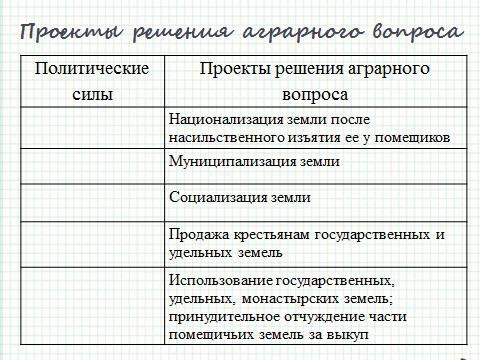 Проекты решения аграрного вопроса
Политические
силы
Проекты решения аграрного
вопроса
Национализация земли после
насильственного изъятия ее у помещиков
Муниципализация земли
Социализация земли
Продажа крестьянам государственных и
удельных земель
Использование государственных,
удельных, монастырских земель;
принудительное отчуждение части
помещичьих земель за выкуп